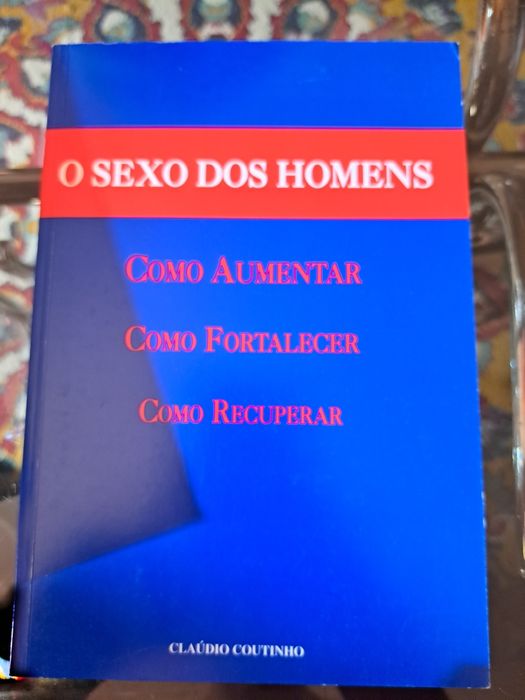 O SEXO DOS HOMENS
COMO AUMENTAR
COMO FORTALECER
COMO RECUPERAR
CLAÚDIO COUTINHO